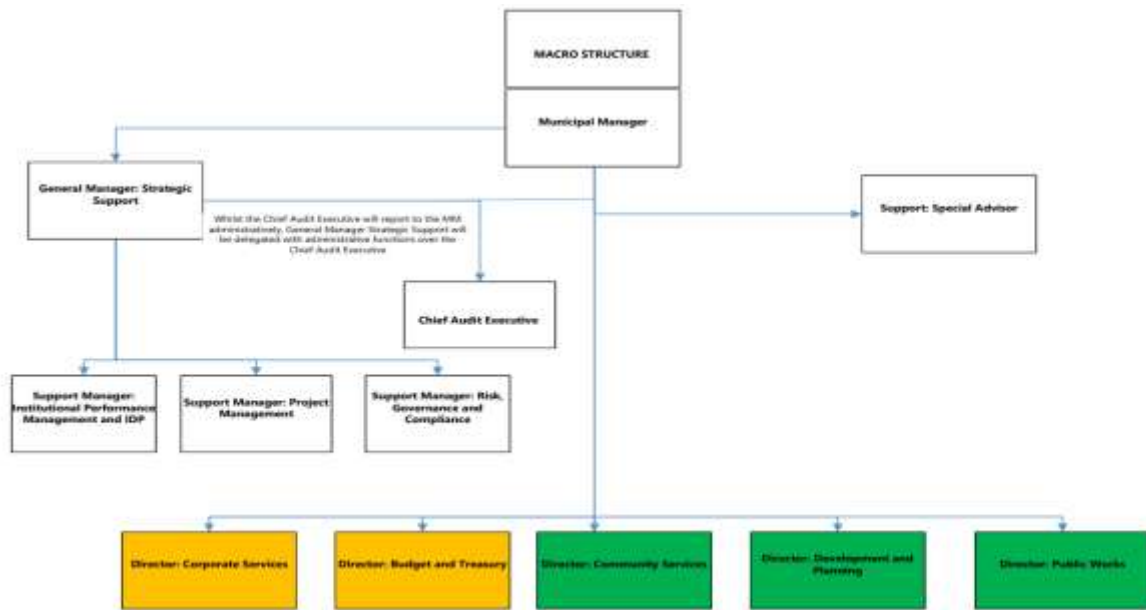 MACRO STRUCTURE
Municipal Manager
General Manager: Strategic
Support
Support: Special Advisor
Whilst the Chief Audit Executive will report to the MM
administratively, General Manager Strategic Support will
be delegated with administrative functions over the
Chief Audit Executive
Chief Audit Executive
Support Manager:
Institutional Performance
Management and IDP
Support Manager: Project
Management
Support Manager: Risk,
Governance and
Compliance
Director: Corporate Services
Director: Budget and Treasury
Director: Community Services
Director: Development and
Planning
Director: Public Works